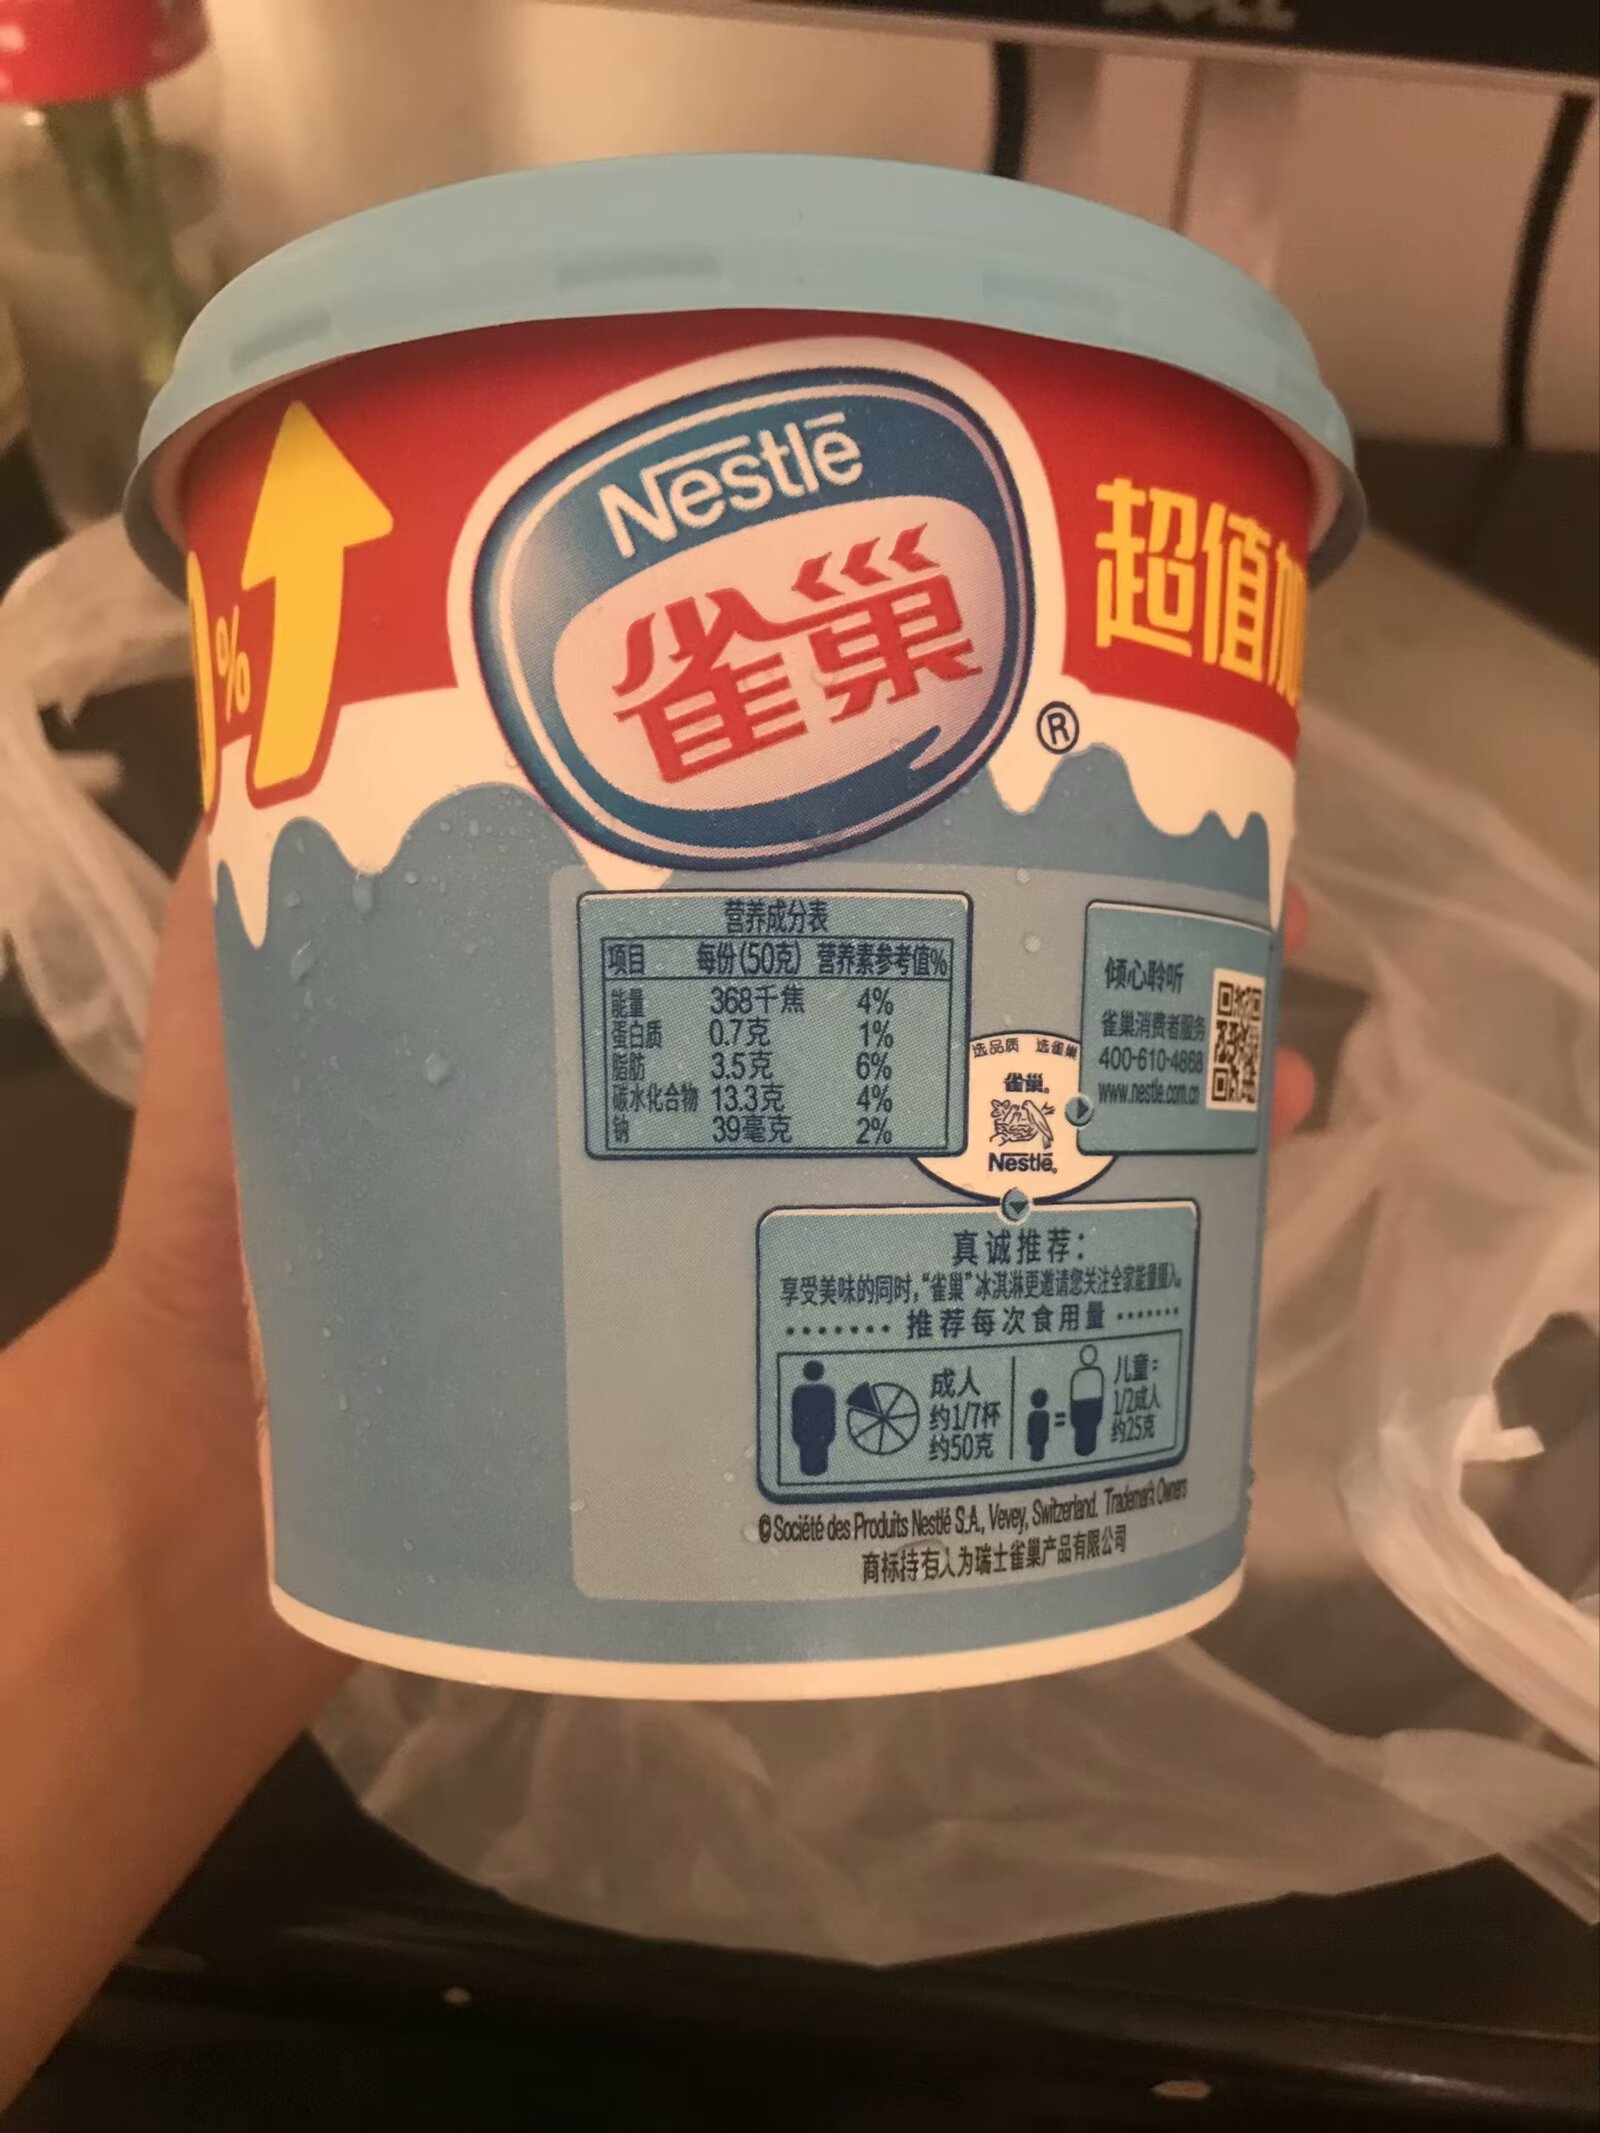 Nestlé
雀巢
®
%
超值加
营养成分表
项目 每份(50克) 营养素参考值%
能量 368千焦 4%
蛋白质 0.7克 1%
脂肪 3.5克 6%
碳水化合物 13.3克 4%
钠 39毫克 2%
倾心聆听
雀巢消费者服务
400-610-4868
www.nestle.com.cn
选品质 选雀巢
雀巢®
Nestlé®
真诚推荐：
享受美味的同时，“雀巢”冰淇淋更邀请您关注全家能量摄入。
推荐每次食用量
成人
约1/7杯
约50克
=
儿童=
1/2成人
约25克
©Société des Produits Nestlé S.A., Vevey, Switzerland. Trademark Owners
商标持有人为瑞士雀巢产品有限公司